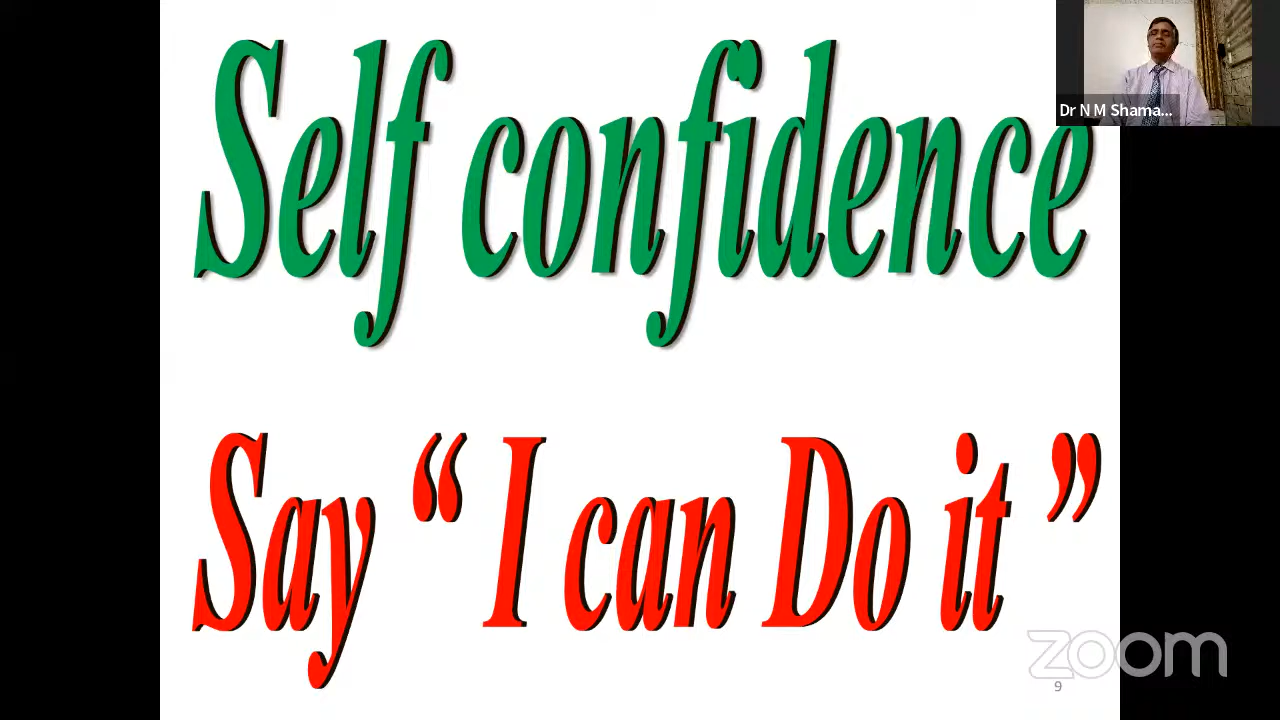 Self confidence
Dr N M Shama...
Say “ I can Do it ”
zoom
9